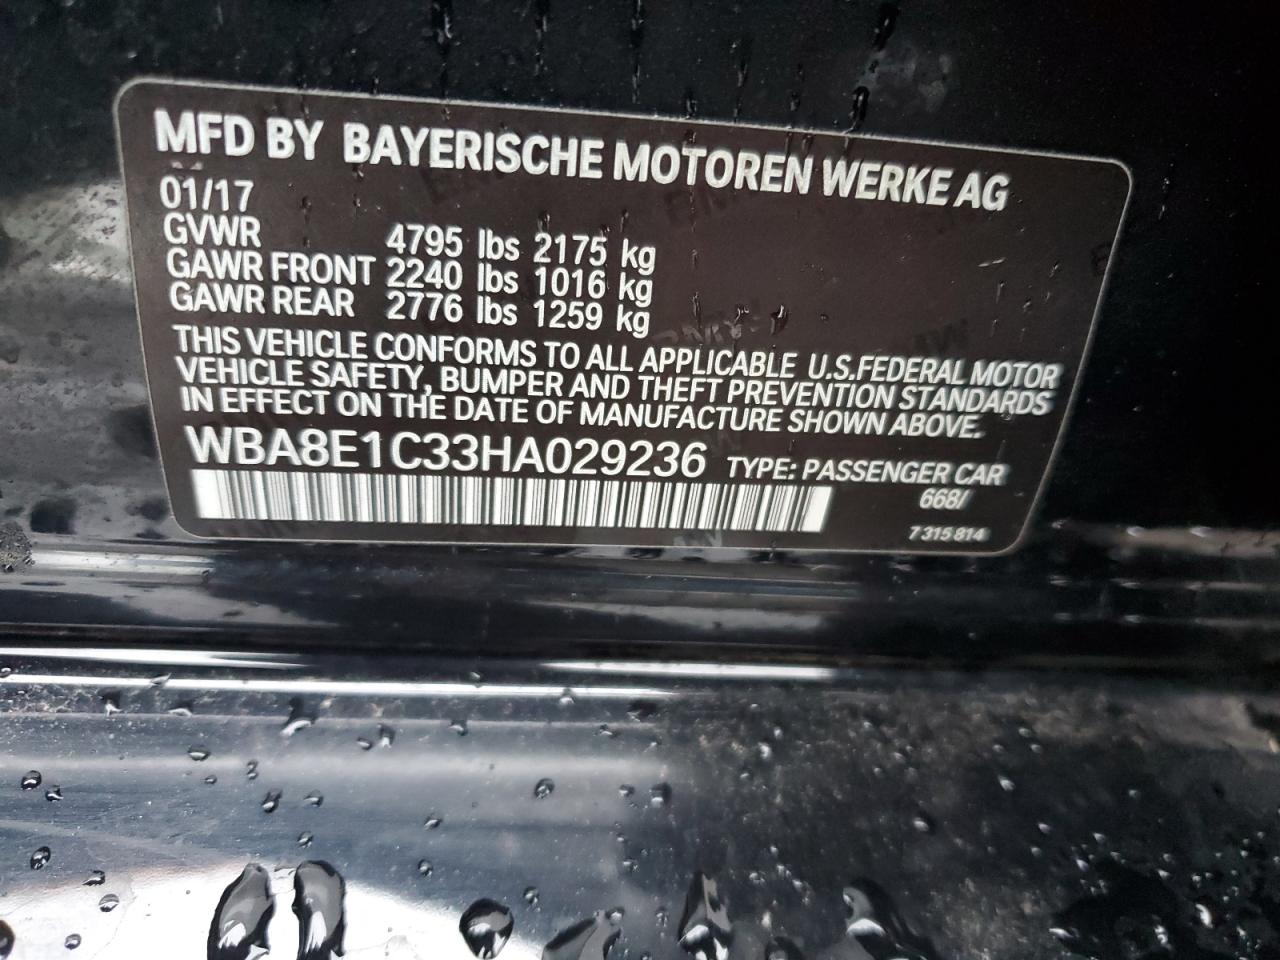 MFD BY BAYERISCHE MOTOREN WERKE AG
01/17
GVWR 4795 lbs 2175 kg
GAWR FRONT 2240 lbs 1016 kg
GAWR REAR 2776 lbs 1259 kg
THIS VEHICLE CONFORMS TO ALL APPLICABLE U.S.FEDERAL MOTOR
VEHICLE SAFETY, BUMPER AND THEFT PREVENTION STANDARDS
IN EFFECT ON THE DATE OF MANUFACTURE SHOWN ABOVE.
WBA8E1C33HA029236 TYPE: PASSENGER CAR
668/
7 315 814